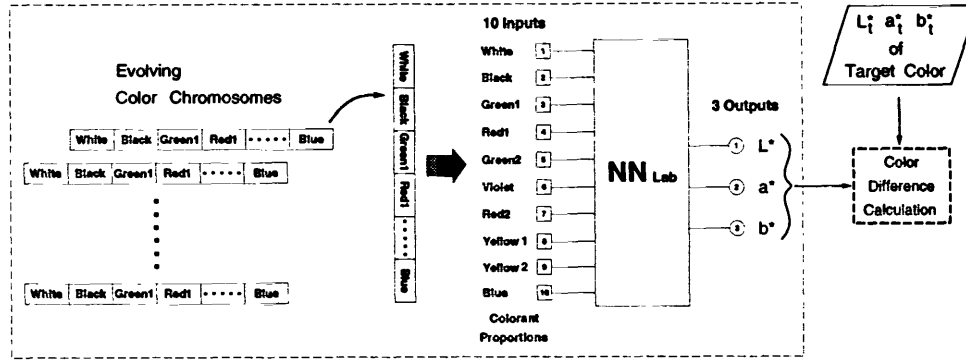 Evolving
Color Chromosomes
White Black Green1 Red1 ..... Blue
White Black Green1 Red1 ..... Blue
White Black Green1 Red1 ..... Blue
White Black Green1 Red1 ..... Blue
10 Inputs
White 1
Black 2
Green1 3
Red1 4
Green2 5
Violet 6
Red2 7
Yellow 1 8
Yellow 2 9
Blue 10
Colorant
Proportions
NN Lab
3 Outputs
1 L*
2 a*
3 b*
L*t a*t b*t
of
Target Color
Color
Difference
Calculation